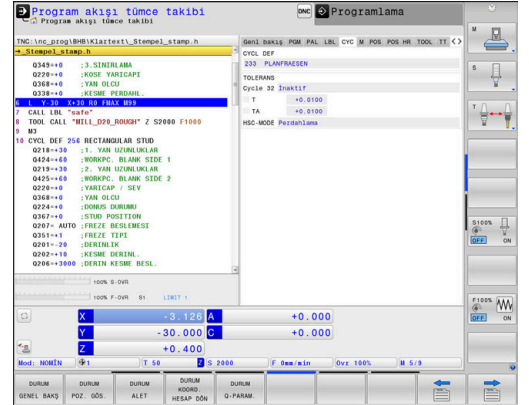 Program akışı tümce takibi
Program akışı tümce takibi
DNC
Programlama
TNC:\nc_prog\BHB\Klartext\_Stempel_stamp.h
→_Stempel_stamp.h
Q349=+0 ;3.SINIRLAMA
Q220=+0 ;KOSE YARICAPI
Q368=+0 ;YAN OLCU
Q338=+0 ;KESME PERDAHL.
6 L Y-30 X+30 R0 FMAX M99
7 CALL LBL "safe"
8 TOOL CALL "MILL_D20_ROUGH" Z S2000 F1000
9 M3
10 CYCL DEF 256 RECTANGULAR STUD
Q218=+30 ;1. YAN UZUNLUKLAR
Q424=+60 ;WORKPC. BLANK SIDE 1
Q219=+30 ;2. YAN UZUNLUKLAR
Q425=+60 ;WORKPC. BLANK SIDE 2
Q220=+0 ;YARICAP / SEV
Q368=+0 ;YAN OLCU
Q224=+0 ;DONUS DURUMU
Q367=+0 ;STUD POSITION
Q207= AUTO ;FREZE BESLEMESI
Q351=+1 ;FREZE TIPI
Q201=-20 ;DERINLIK
Q202=+10 ;KESME DERINL.
Q206=+3000 ;DERIN KESME BESL.
Genl bakış PGM PAL LBL CYC M POS POS HR TOOL TT
CYCL DEF
233 PLANFRAESEN
TOLERANS
Cycle 32 İnaktif
T +0.0100
TA +0.0100
HSC-MODE Perdahlama
100% S-OVR
100% F-OVR S1 LIMIT 1
X -3.126 A +0.000
Y -30.000 C +0.000
Z +0.400
Mod: NOMİN 1 T 50 Z S 2000 F 0mm/min Ovr 100% M 5/9
M
S
T
S100%
OFF ON
F100%
OFF ON
DURUM GENEL BAKŞ
DURUM POZ. GÖS.
DURUM ALET
DURUM KOORD. HESAP DÖN
DURUM Q-PARAM.